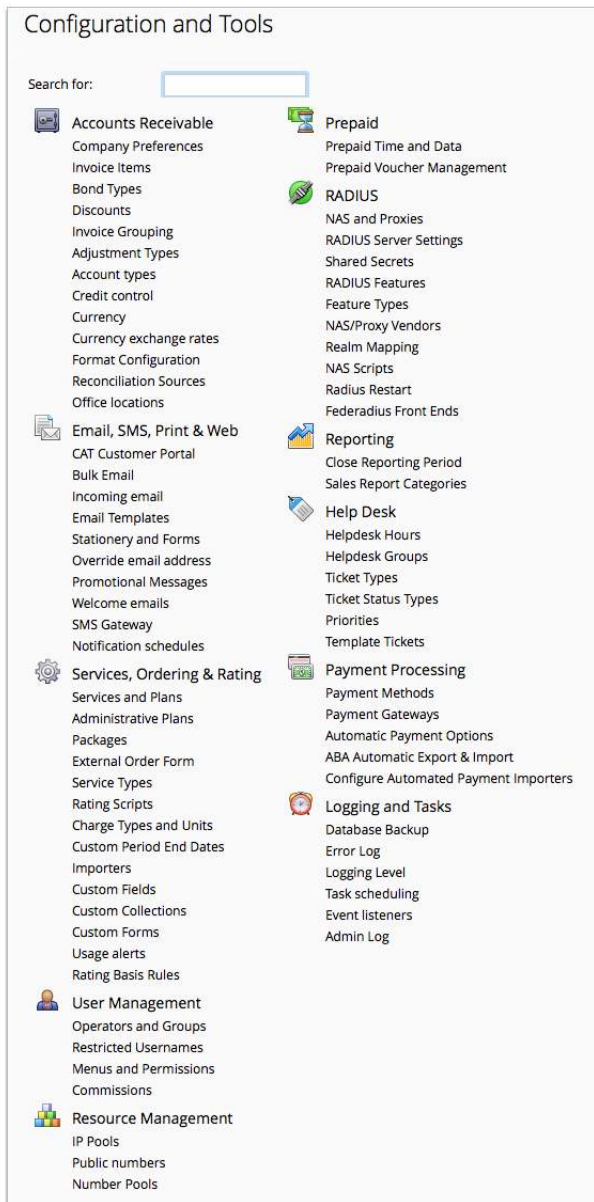 Configuration and Tools
Search for:
Accounts Receivable
Company Preferences
Invoice Items
Bond Types
Discounts
Invoice Grouping
Adjustment Types
Account types
Credit control
Currency
Currency exchange rates
Format Configuration
Reconciliation Sources
Office locations
Email, SMS, Print & Web
CAT Customer Portal
Bulk Email
Incoming email
Email Templates
Stationery and Forms
Override email address
Promotional Messages
Welcome emails
SMS Gateway
Notification schedules
Services, Ordering & Rating
Services and Plans
Administrative Plans
Packages
External Order Form
Service Types
Rating Scripts
Charge Types and Units
Custom Period End Dates
Importers
Custom Fields
Custom Collections
Custom Forms
Usage alerts
Rating Basis Rules
User Management
Operators and Groups
Restricted Usernames
Menus and Permissions
Commissions
Resource Management
IP Pools
Public numbers
Number Pools
Prepaid
Prepaid Time and Data
Prepaid Voucher Management
RADIUS
NAS and Proxies
RADIUS Server Settings
Shared Secrets
RADIUS Features
Feature Types
NAS/Proxy Vendors
Realm Mapping
NAS Scripts
Radius Restart
Federadius Front Ends
Reporting
Close Reporting Period
Sales Report Categories
Help Desk
Helpdesk Hours
Helpdesk Groups
Ticket Types
Ticket Status Types
Priorities
Template Tickets
Payment Processing
Payment Methods
Payment Gateways
Automatic Payment Options
ABA Automatic Export & Import
Configure Automated Payment Importers
Logging and Tasks
Database Backup
Error Log
Logging Level
Task scheduling
Event listeners
Admin Log